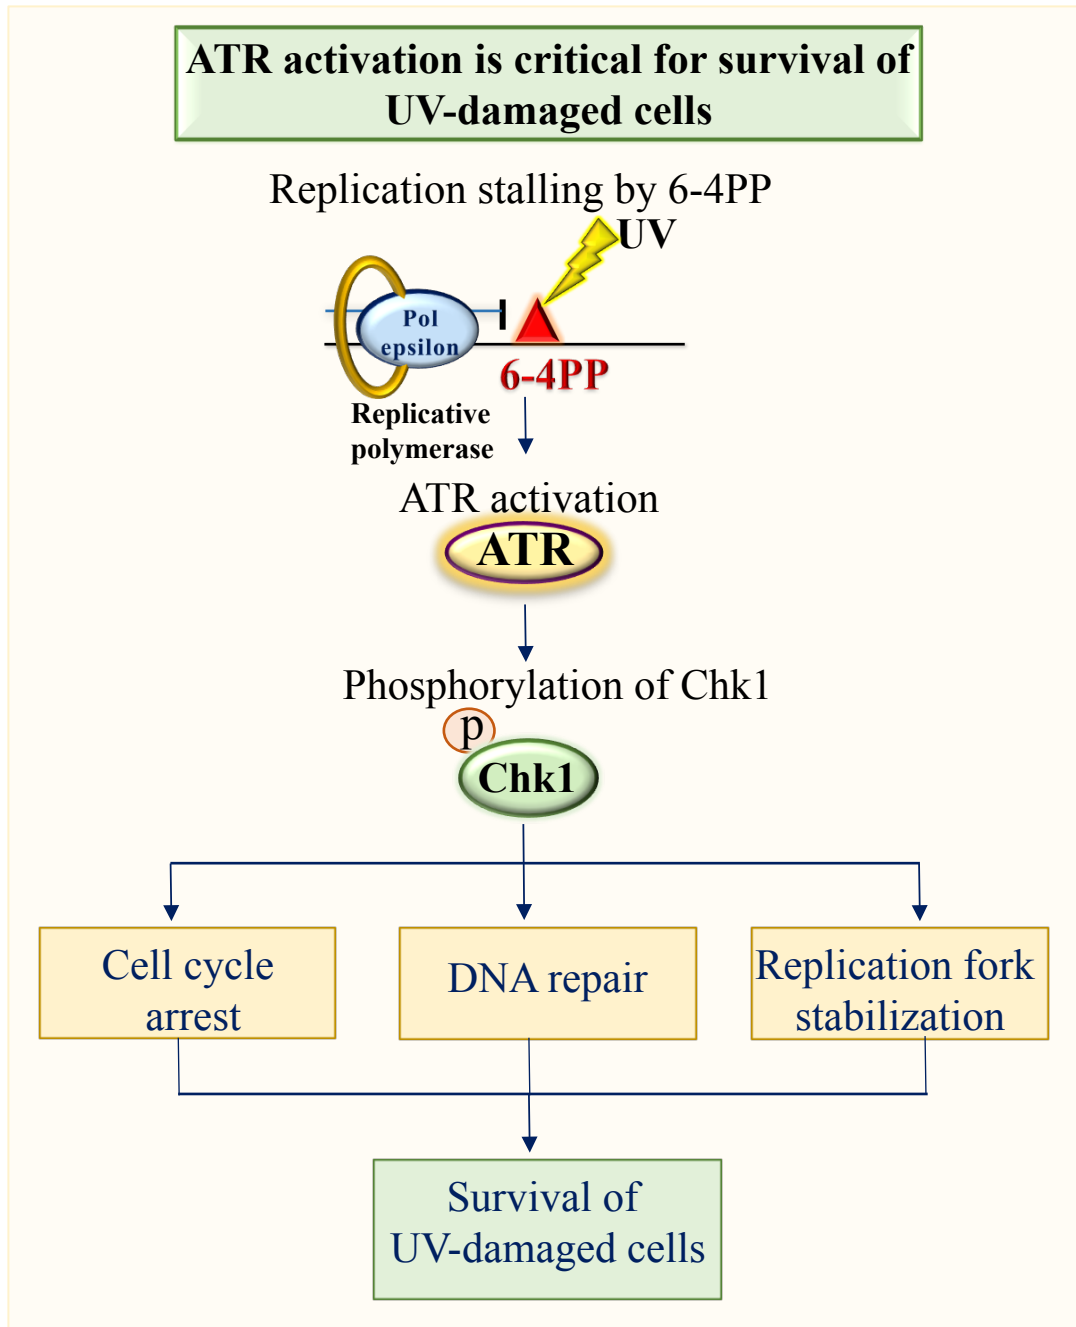 ATR activation is critical for survival of
UV-damaged cells
Replication stalling by 6-4PP
UV
Pol
epsilon
6-4PP
Replicative
polymerase
ATR activation
ATR
Phosphorylation of Chk1
p
Chk1
Cell cycle
arrest
DNA repair
Replication fork
stabilization
Survival of
UV-damaged cells